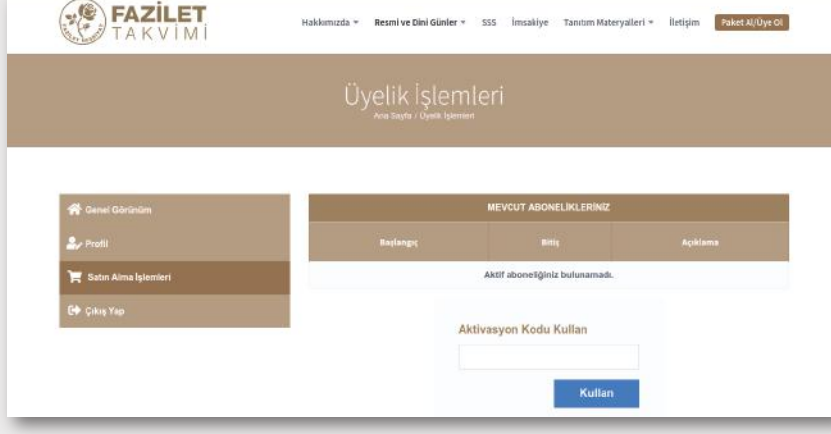 FAZİLET
TAKVİMİ
Hakkımızda Resmi ve Dini Günler SSS İmsakiye Tanıtım Materyalleri İletişim Paket Al/Üye Ol
Üyelik İşlemleri
Ana Sayfa / Üyelik İşlemleri
Genel Görünüm
Profil
Satın Alma İşlemleri
Çıkış Yap
MEVCUT ABONELİKLERİNİZ
Başlangıç Bitiş Açıklama
Aktif aboneliğiniz bulunamadı.
Aktivasyon Kodu Kullan
Kullan